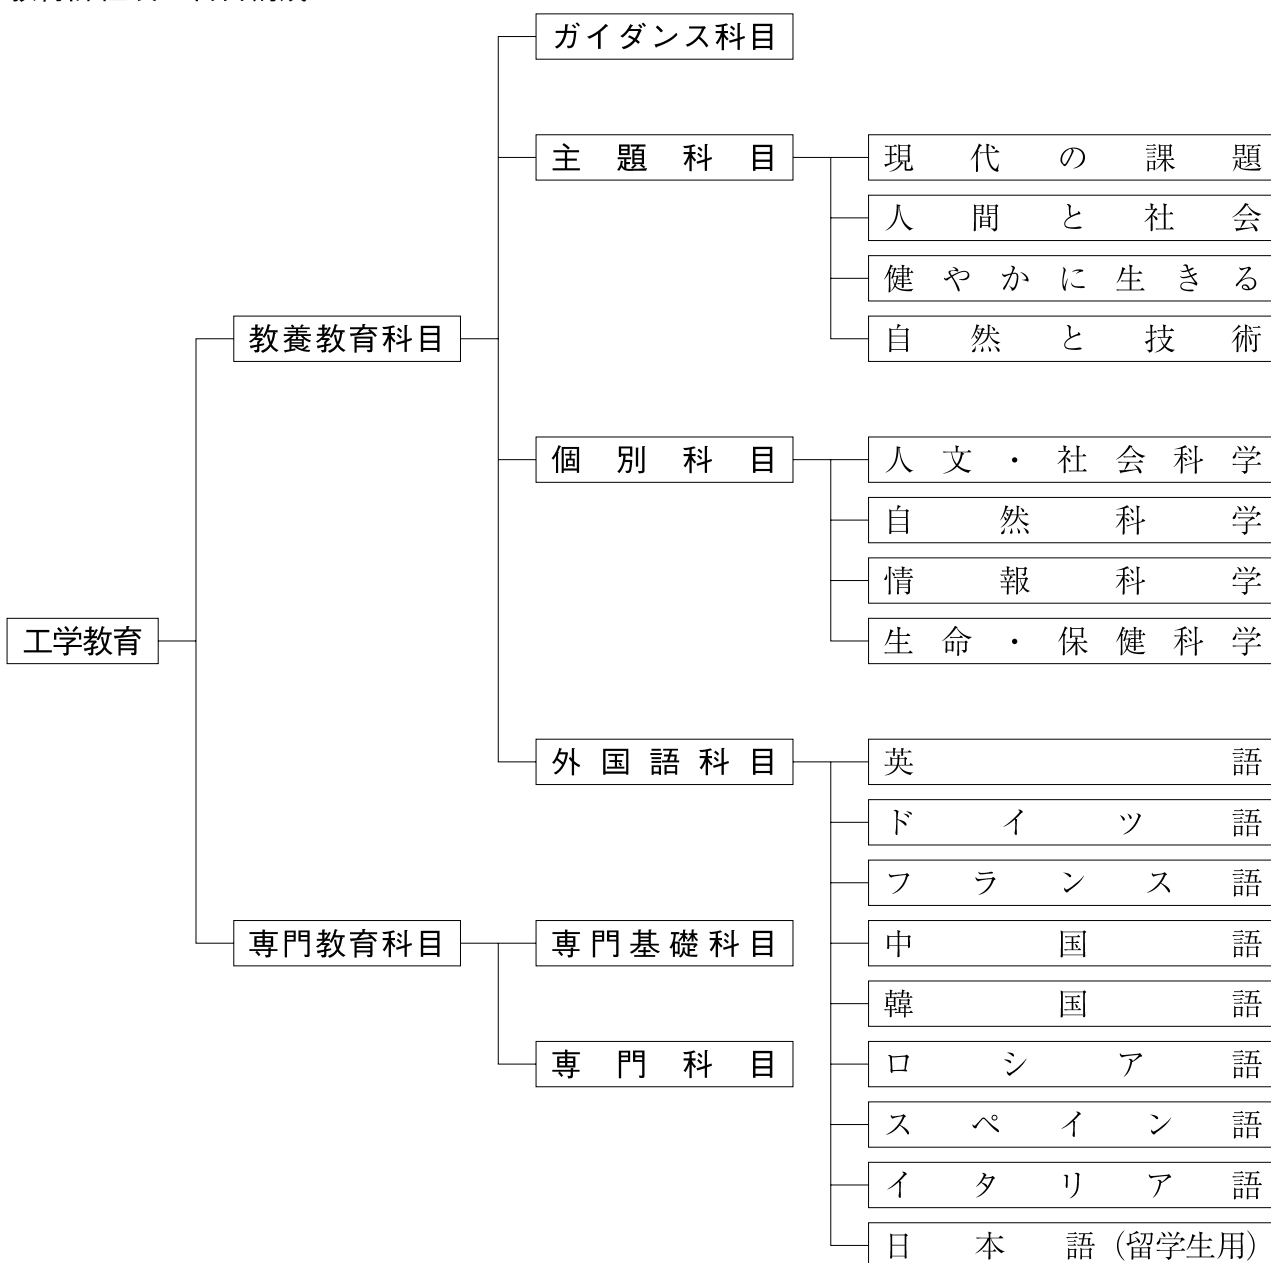 ガイダンス科目
主題科目
現代の課題
人間と社会
健やかに生きる
自然と技術
教養教育科目
個別科目
人文・社会科学
自然科学
情報科学
生命・保健科学
工学教育
外国語科目
英語
ドイツ語
フランス語
専門教育科目
専門基礎科目
中国語
韓国語
専門科目
ロシア語
スペイン語
イタリア語
日本語（留学生用）